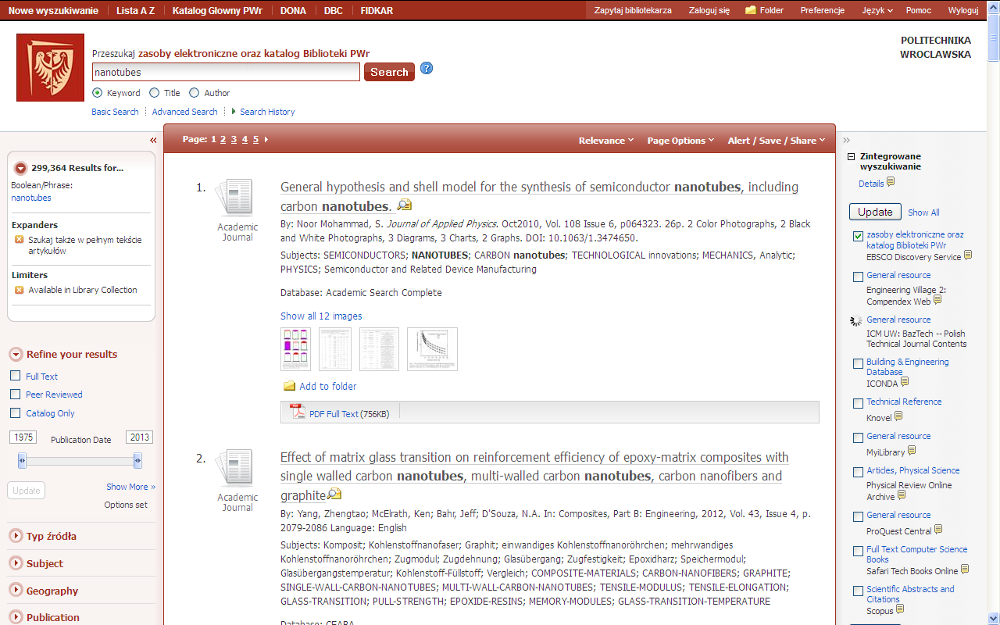 Nowe wyszukiwanie Lista A Z Katalog Głowny PWr DONA DBC FIDKAR Zapytaj bibliotekarza Zaloguj się Folder Preferencje Język Pomoc Wyloguj
POLITECHNIKA
WROCLAWSKA
Przeszukaj zasoby elektroniczne oraz katalog Biblioteki PWr
nanotubes Search ?
Keyword Title Author
Basic Search Advanced Search Search History
«
299,364 Results for...
Boolean/Phrase:
nanotubes
Expanders
Szukaj także w pełnym tekście
artykułów
Limiters
Available in Library Collection
Refine your results
Full Text
Peer Reviewed
Catalog Only
1975 Publication Date 2013
Update Show More »
Options set
Typ źródła
Subject
Geography
Publication
Page: 1 2 3 4 5 Relevance Page Options Alert / Save / Share
1. General hypothesis and shell model for the synthesis of semiconductor nanotubes, including
carbon nanotubes.
Academic
Journal
By: Noor Mohammad, S. Journal of Applied Physics. Oct2010, Vol. 108 Issue 6, p064323. 26p. 2 Color Photographs, 2 Black
and White Photographs, 3 Diagrams, 3 Charts, 2 Graphs. DOI: 10.1063/1.3474650.
Subjects: SEMICONDUCTORS; NANOTUBES; CARBON nanotubes; TECHNOLOGICAL innovations; MECHANICS, Analytic;
PHYSICS; Semiconductor and Related Device Manufacturing
Database: Academic Search Complete
Show all 12 images
Add to folder
PDF Full Text (756KB)
2. Effect of matrix glass transition on reinforcement efficiency of epoxy-matrix composites with
single walled carbon nanotubes, multi-walled carbon nanotubes, carbon nanofibers and
graphite
Academic
Journal
By: Yang, Zhengtao; McElrath, Ken; Bahr, Jeff; D'Souza, N.A. In: Composites, Part B: Engineering, 2012, Vol. 43, Issue 4, p.
2079-2086 Language: English
Subjects: Komposit; Kohlenstoffnanofaser; Graphit; einwandiges Kohlenstoffnanoröhrchen; mehrwandiges
Kohlenstoffnanoröhrchen; Zugmodul; Zugdehnung; Glasübergang; Zugfestigkeit; Epoxidharz; Speichermodul;
Glasübergangstemperatur; Kohlenstoff-Füllstoff; Vergleich; COMPOSITE-MATERIALS; CARBON-NANOFIBERS; GRAPHITE;
SINGLE-WALL-CARBON-NANOTUBES; MULTI-WALL-CARBON-NANOTUBES; TENSILE-MODULUS; TENSILE-ELONGATION;
GLASS-TRANSITION; PULL-STRENGTH; EPOXIDE-RESINS; MEMORY-MODULES; GLASS-TRANSITION-TEMPERATURE
Database: CEABA
»
Zintegrowane
wyszukiwanie
Details
Update Show All
zasoby elektroniczne oraz
katalog Biblioteki PWr
EBSCO Discovery Service
General resource
Engineering Village 2:
Compendex Web
General resource
ICM UW: BazTech -- Polish
Technical Journal Contents
Building & Engineering
Database
ICONDA
Technical Reference
Knovel
General resource
MyiLibrary
Articles, Physical Science
Physical Review Online
Archive
General resource
ProQuest Central
Full Text Computer Science
Books
Safari Tech Books Online
Scientific Abstracts and
Citations
Scopus